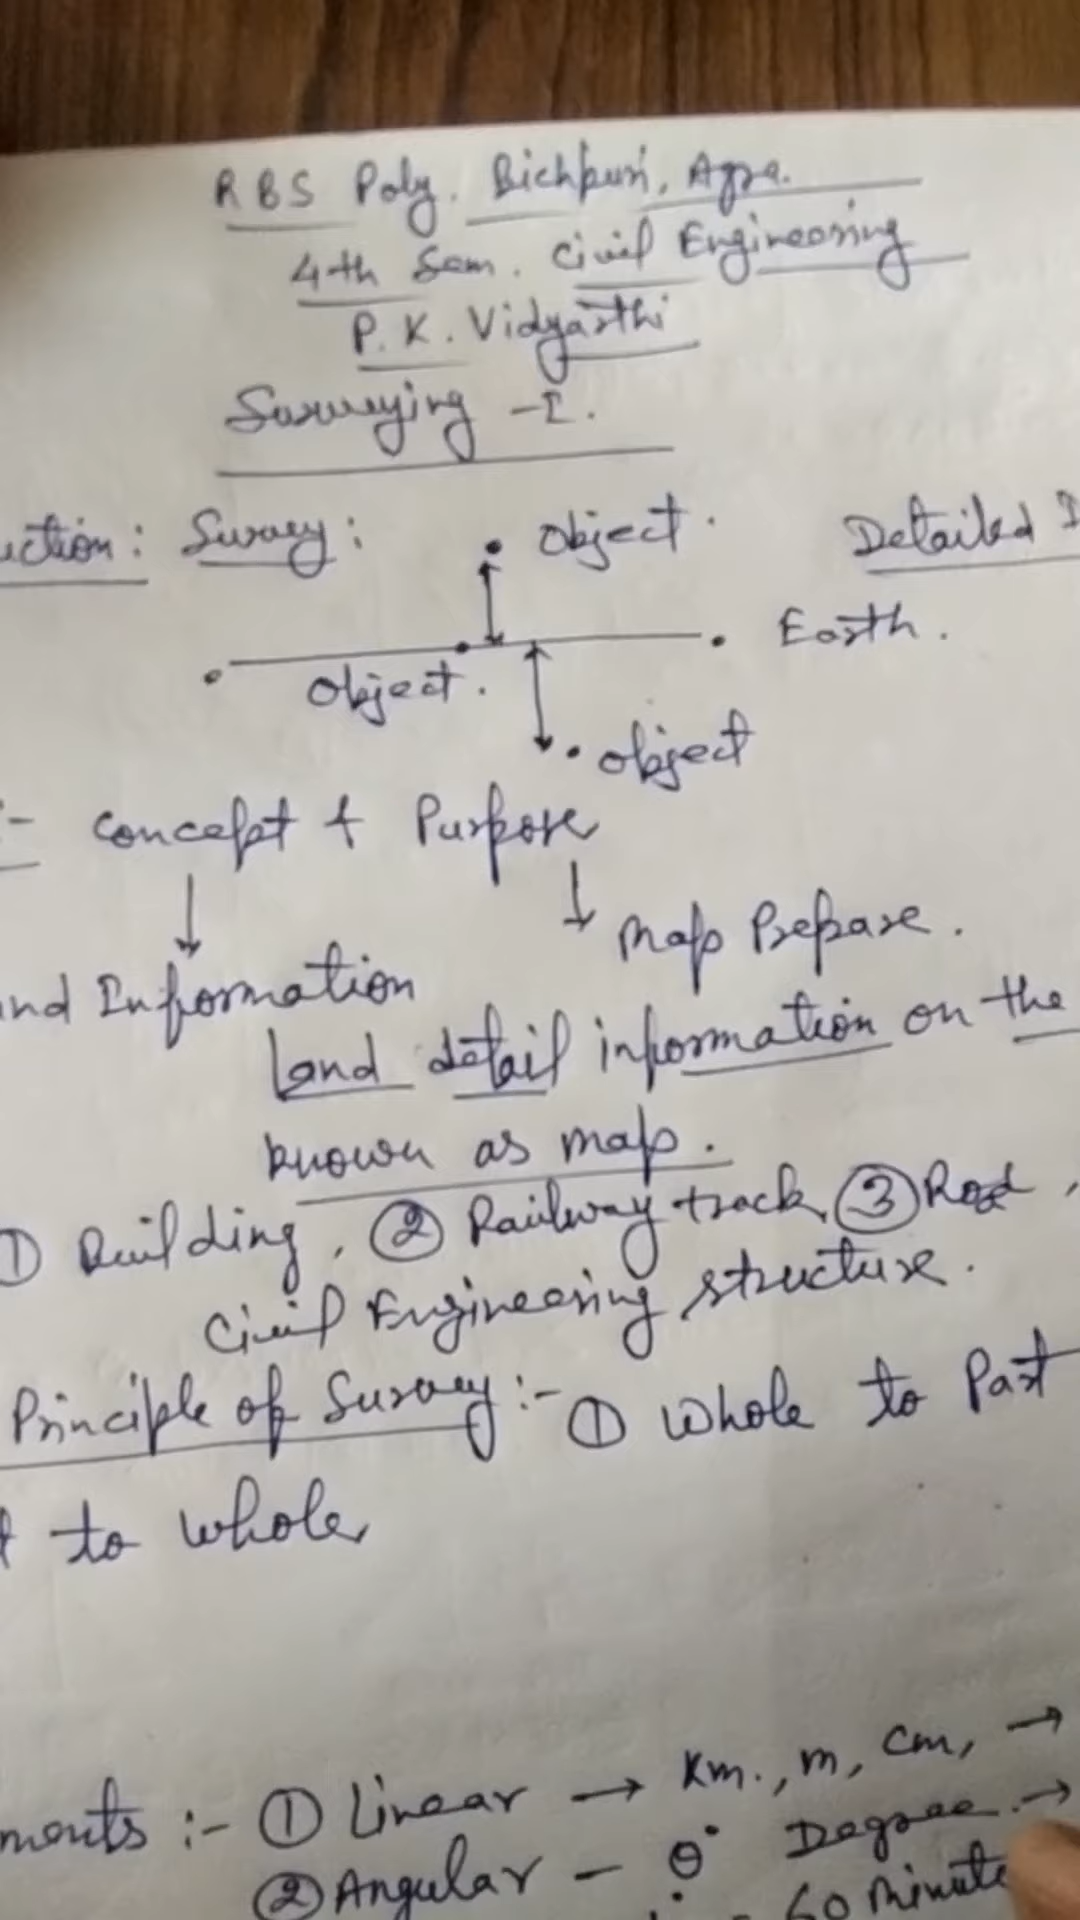 RBS Poly. Bichpuri, Agra.
4th Sem. Civil Engineering
P.K. Vidyarthi
Surveying -I.
uction: Survey: Object. Detailed I
Object. Earth.
object
:- Concept & Purpose
Map Prepare.
and Information
Land detail information on the
known as map.
① Building, ② Railway track, ③ Road,
Civil Engineering structure.
Principle of Survey:- ① Whole to Part
t to whole
ments :- ① Linear → Km., m, cm, →
② Angular - θ° Degree. →
60 Minute